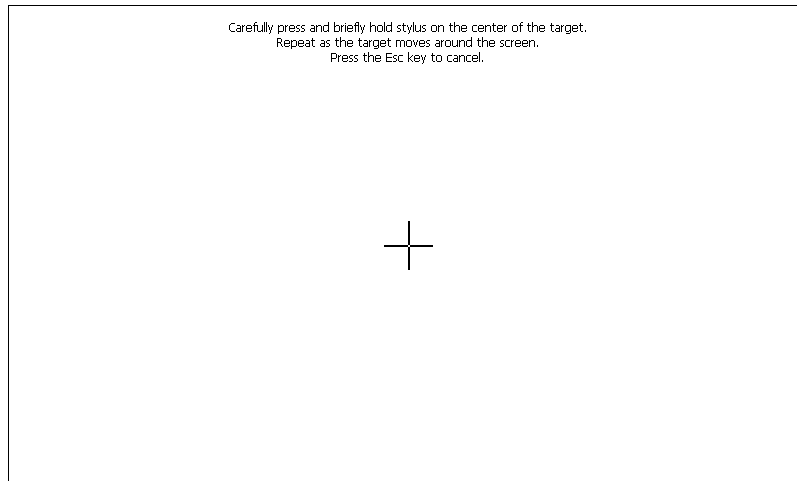 Carefully press and briefly hold stylus on the center of the target.
Repeat as the target moves around the screen.
Press the Esc key to cancel.